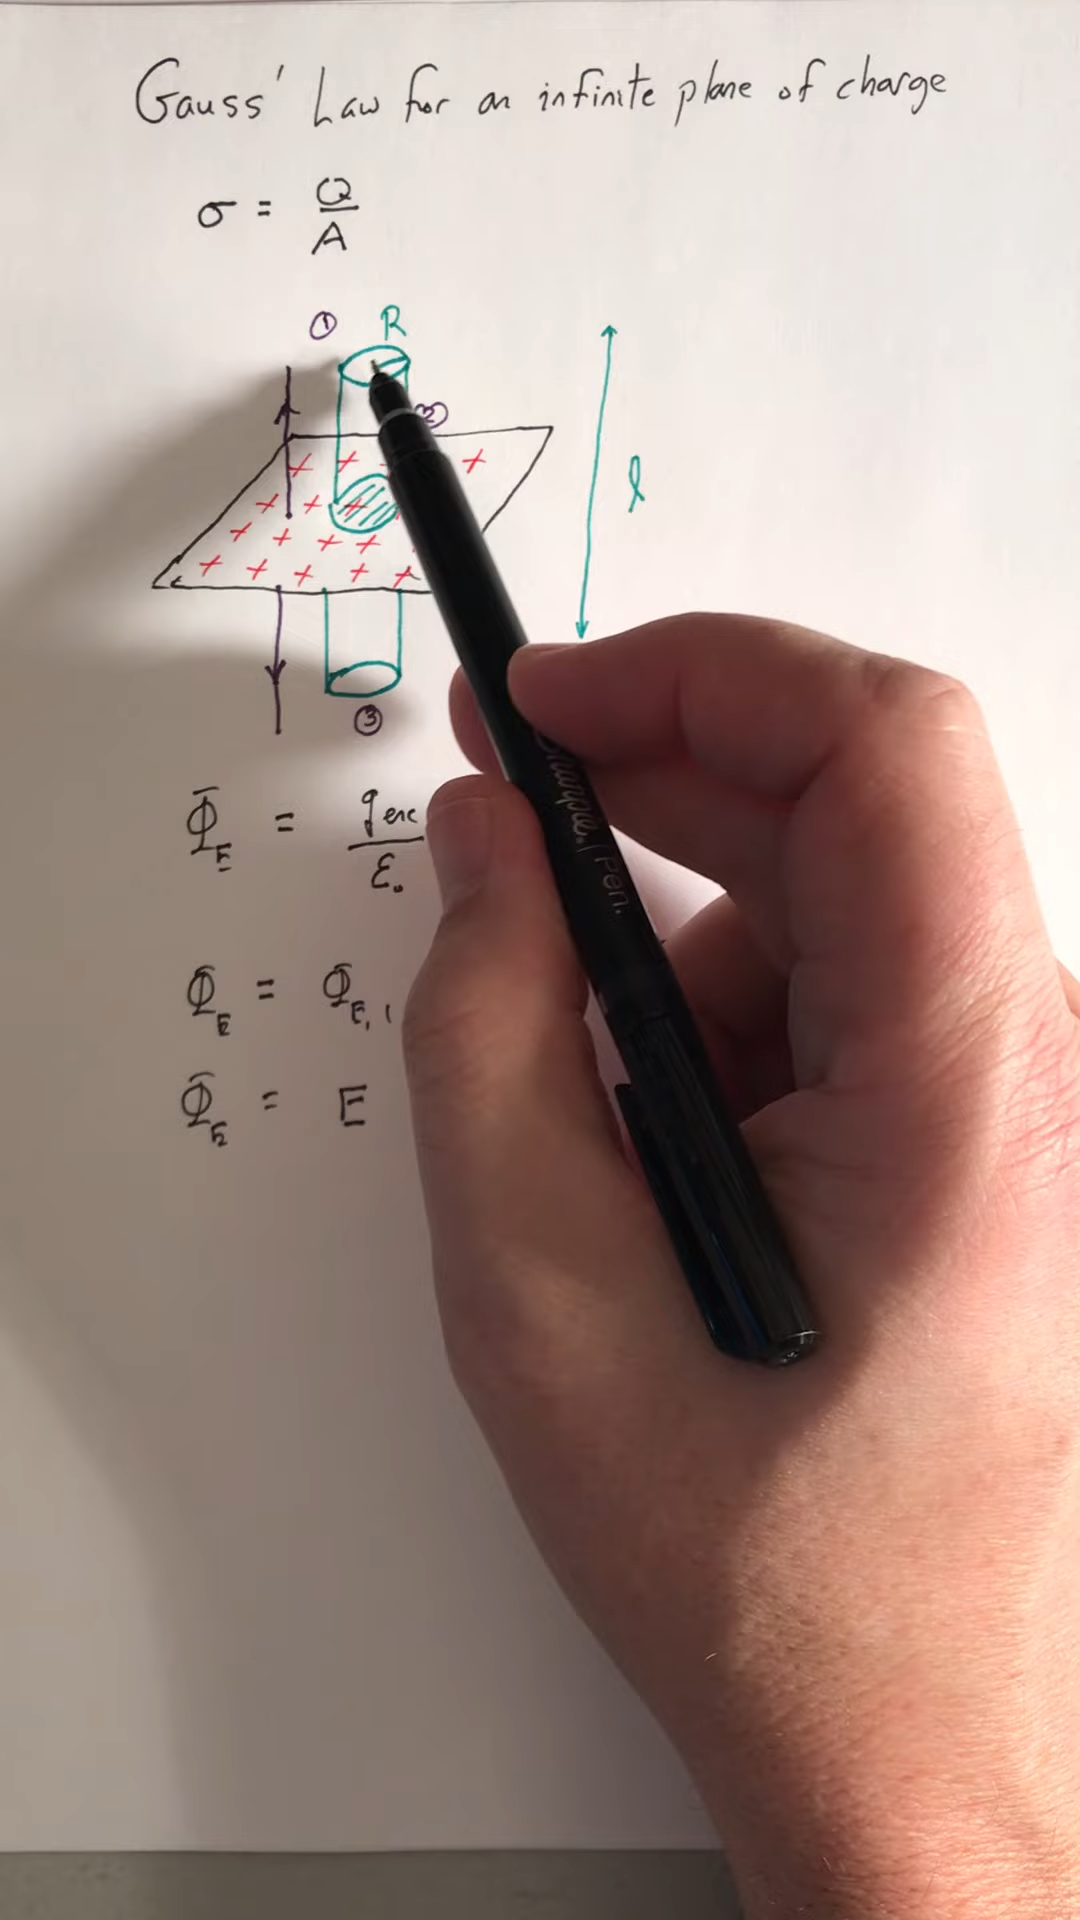 Gauss' Law for an infinite plane of charge
σ = Q/A
① R
②
+ + + +
l
+ + +
+ + + +
+ + + + +
③
Φ_E = q enc / ε₀
Sharpie. | Pen.
Φ_E = Φ_E,1
Φ_E = E